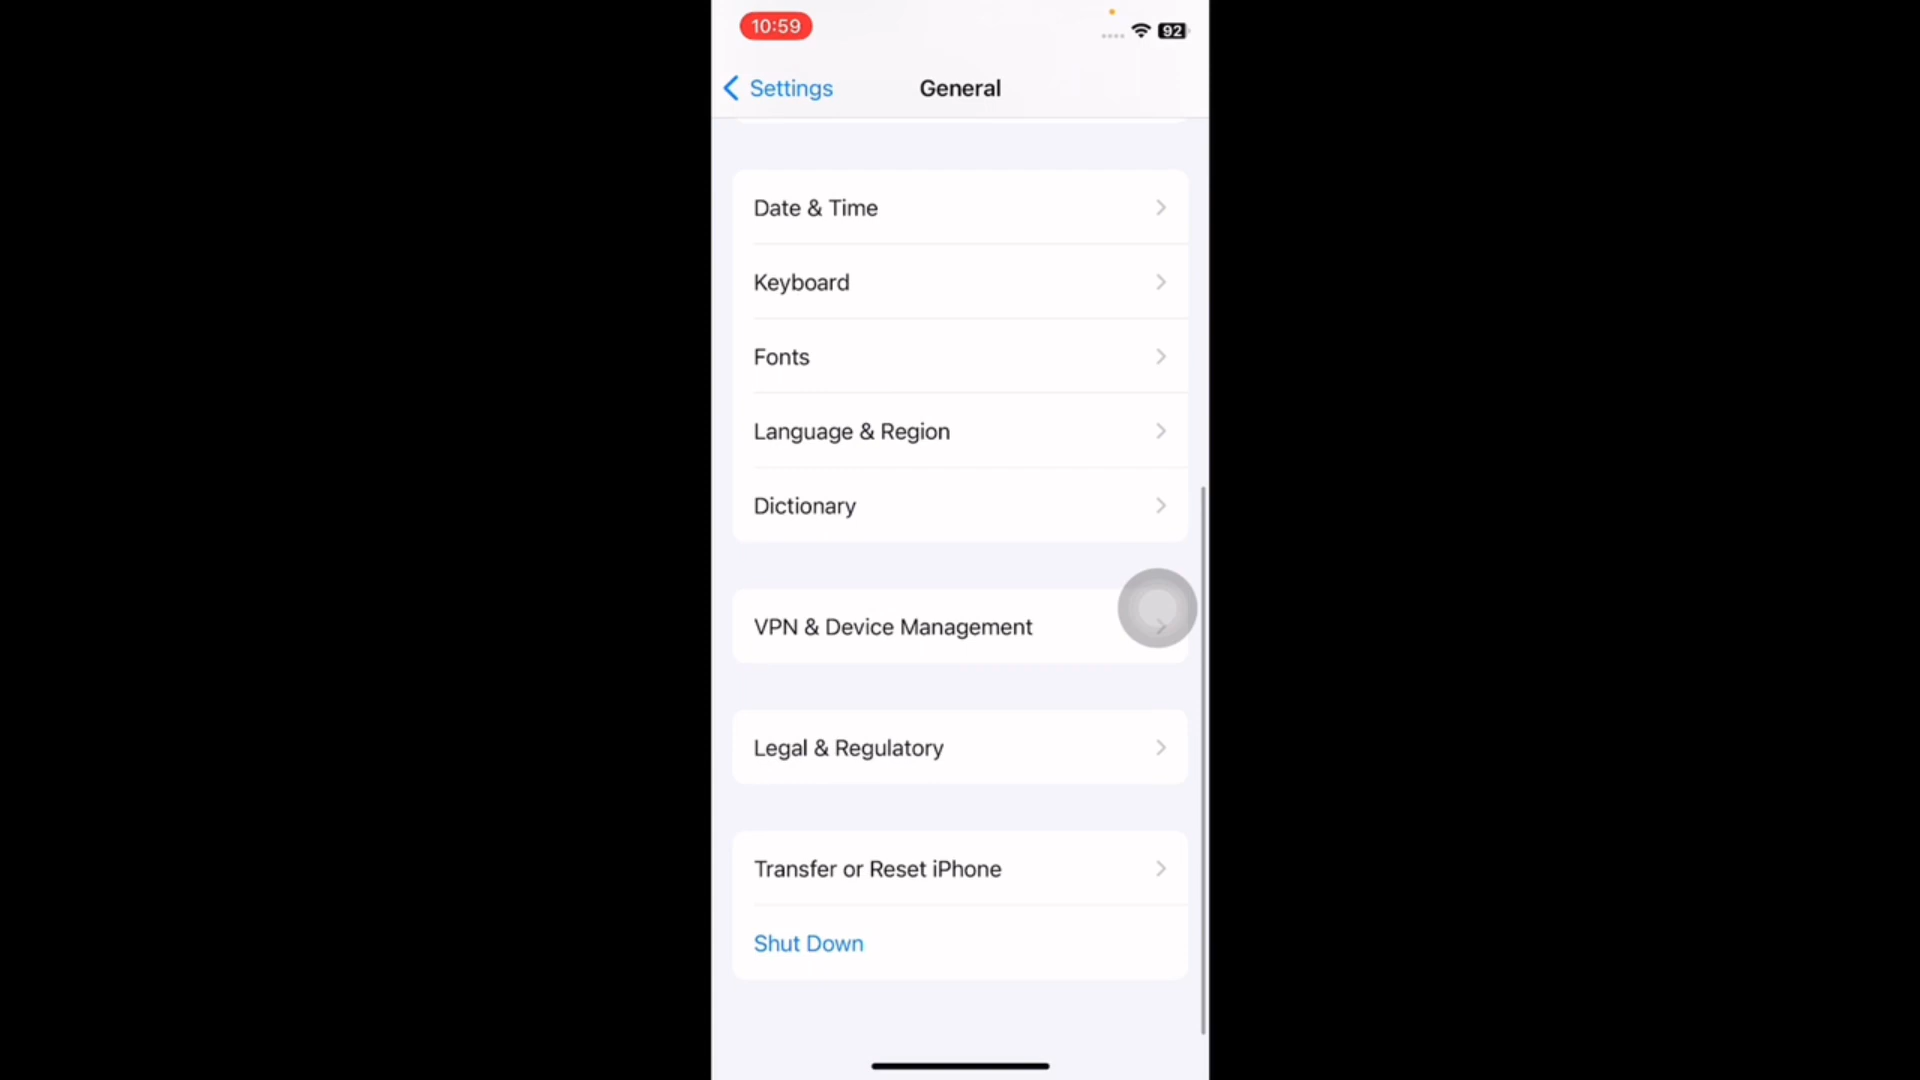 10:59
92
Settings
General
Date & Time
Keyboard
Fonts
Language & Region
Dictionary
VPN & Device Management
Legal & Regulatory
Transfer or Reset iPhone
Shut Down